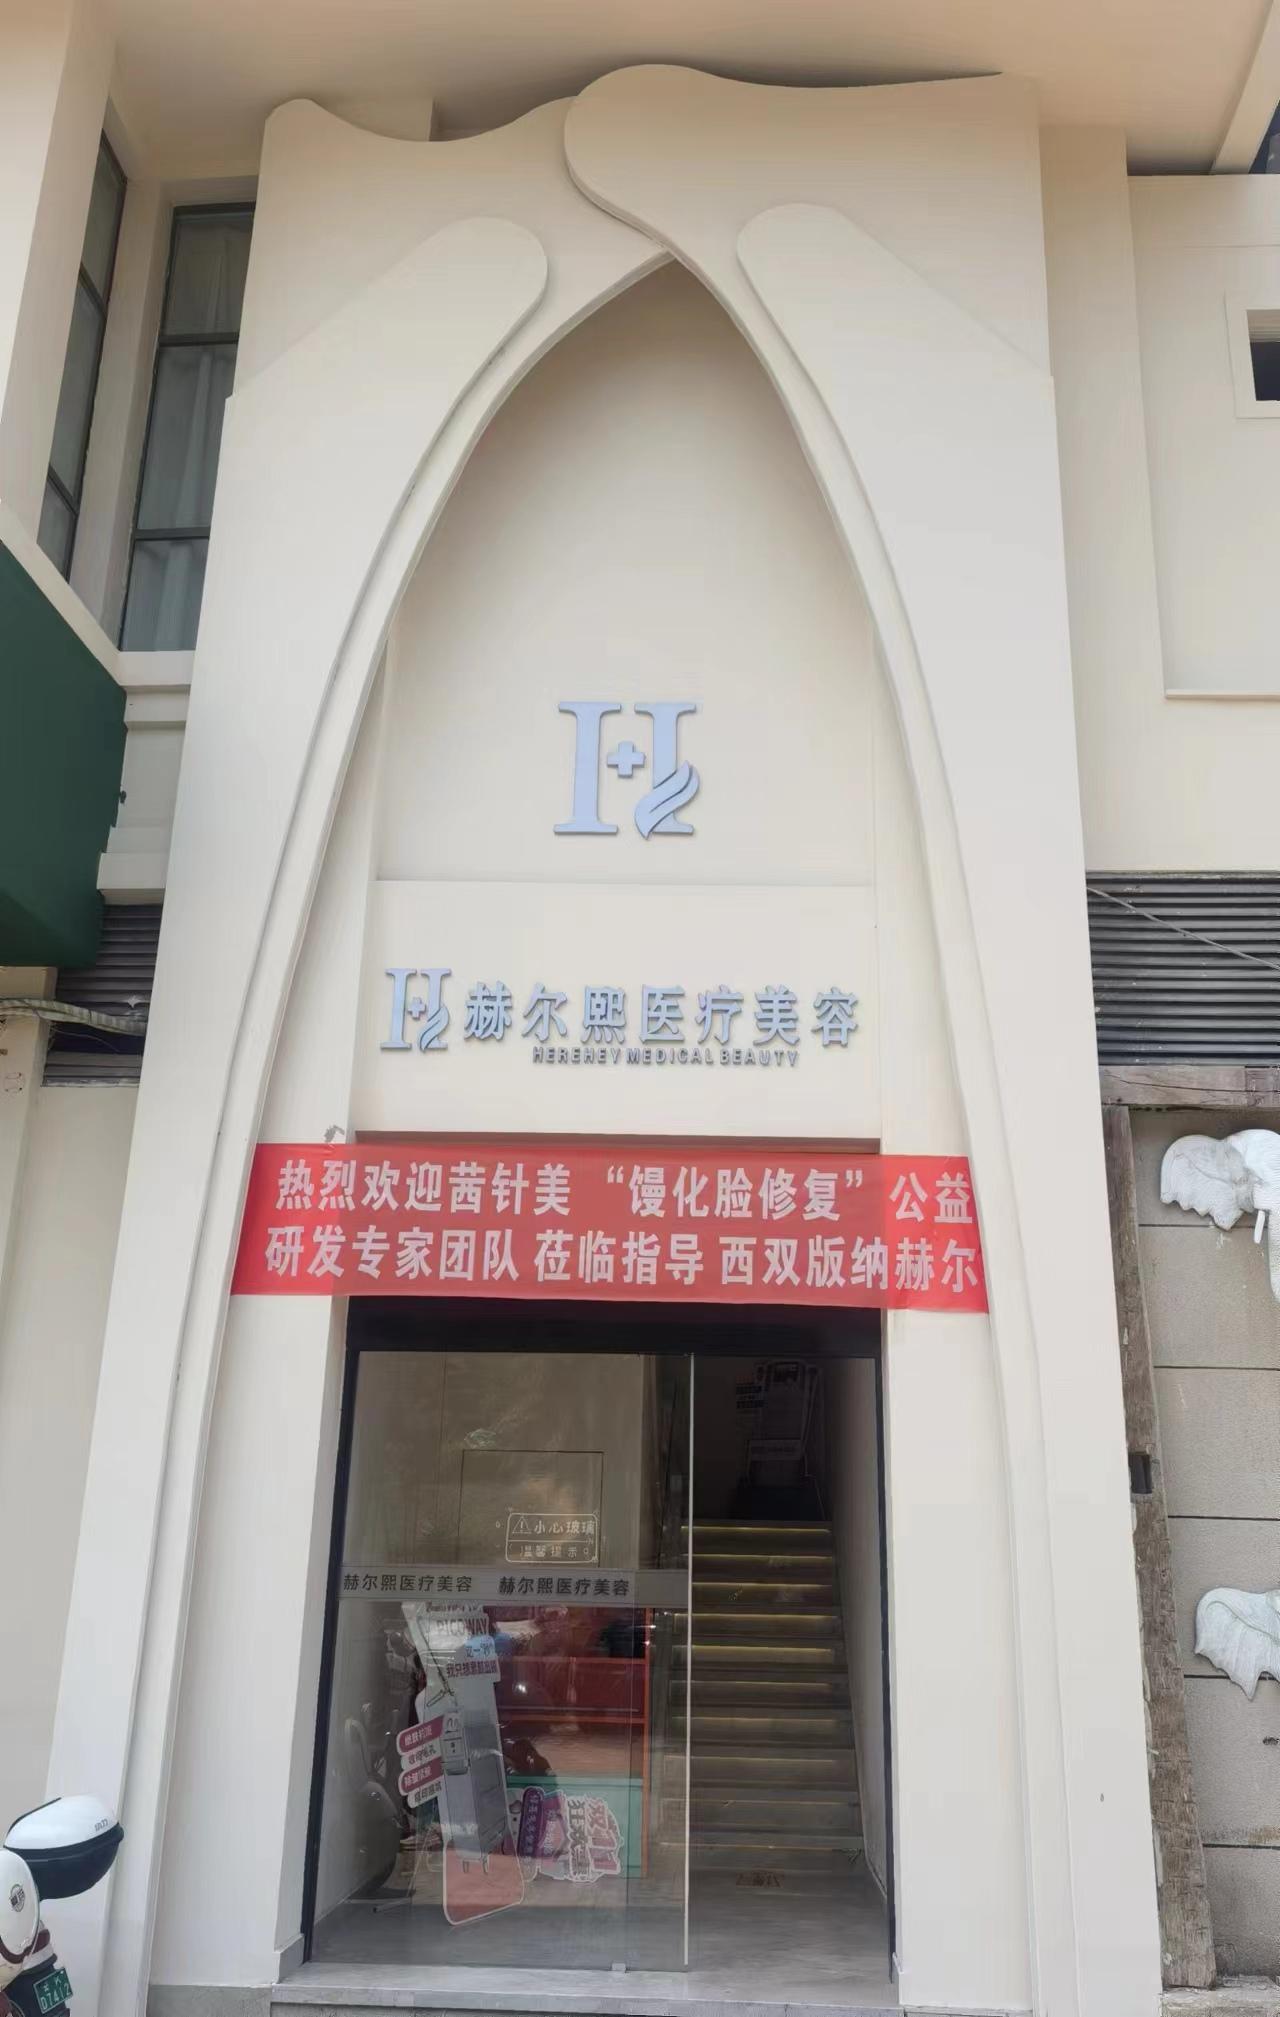 赫尔熙医疗美容
HEREHEY MEDICAL BEAUTY
热烈欢迎茜针美 “馒化脸修复”公益
研发专家团队 莅临指导 西双版纳赫尔
小心玻璃
温馨提示
赫尔熙医疗美容 赫尔熙医疗美容
PICOWAY